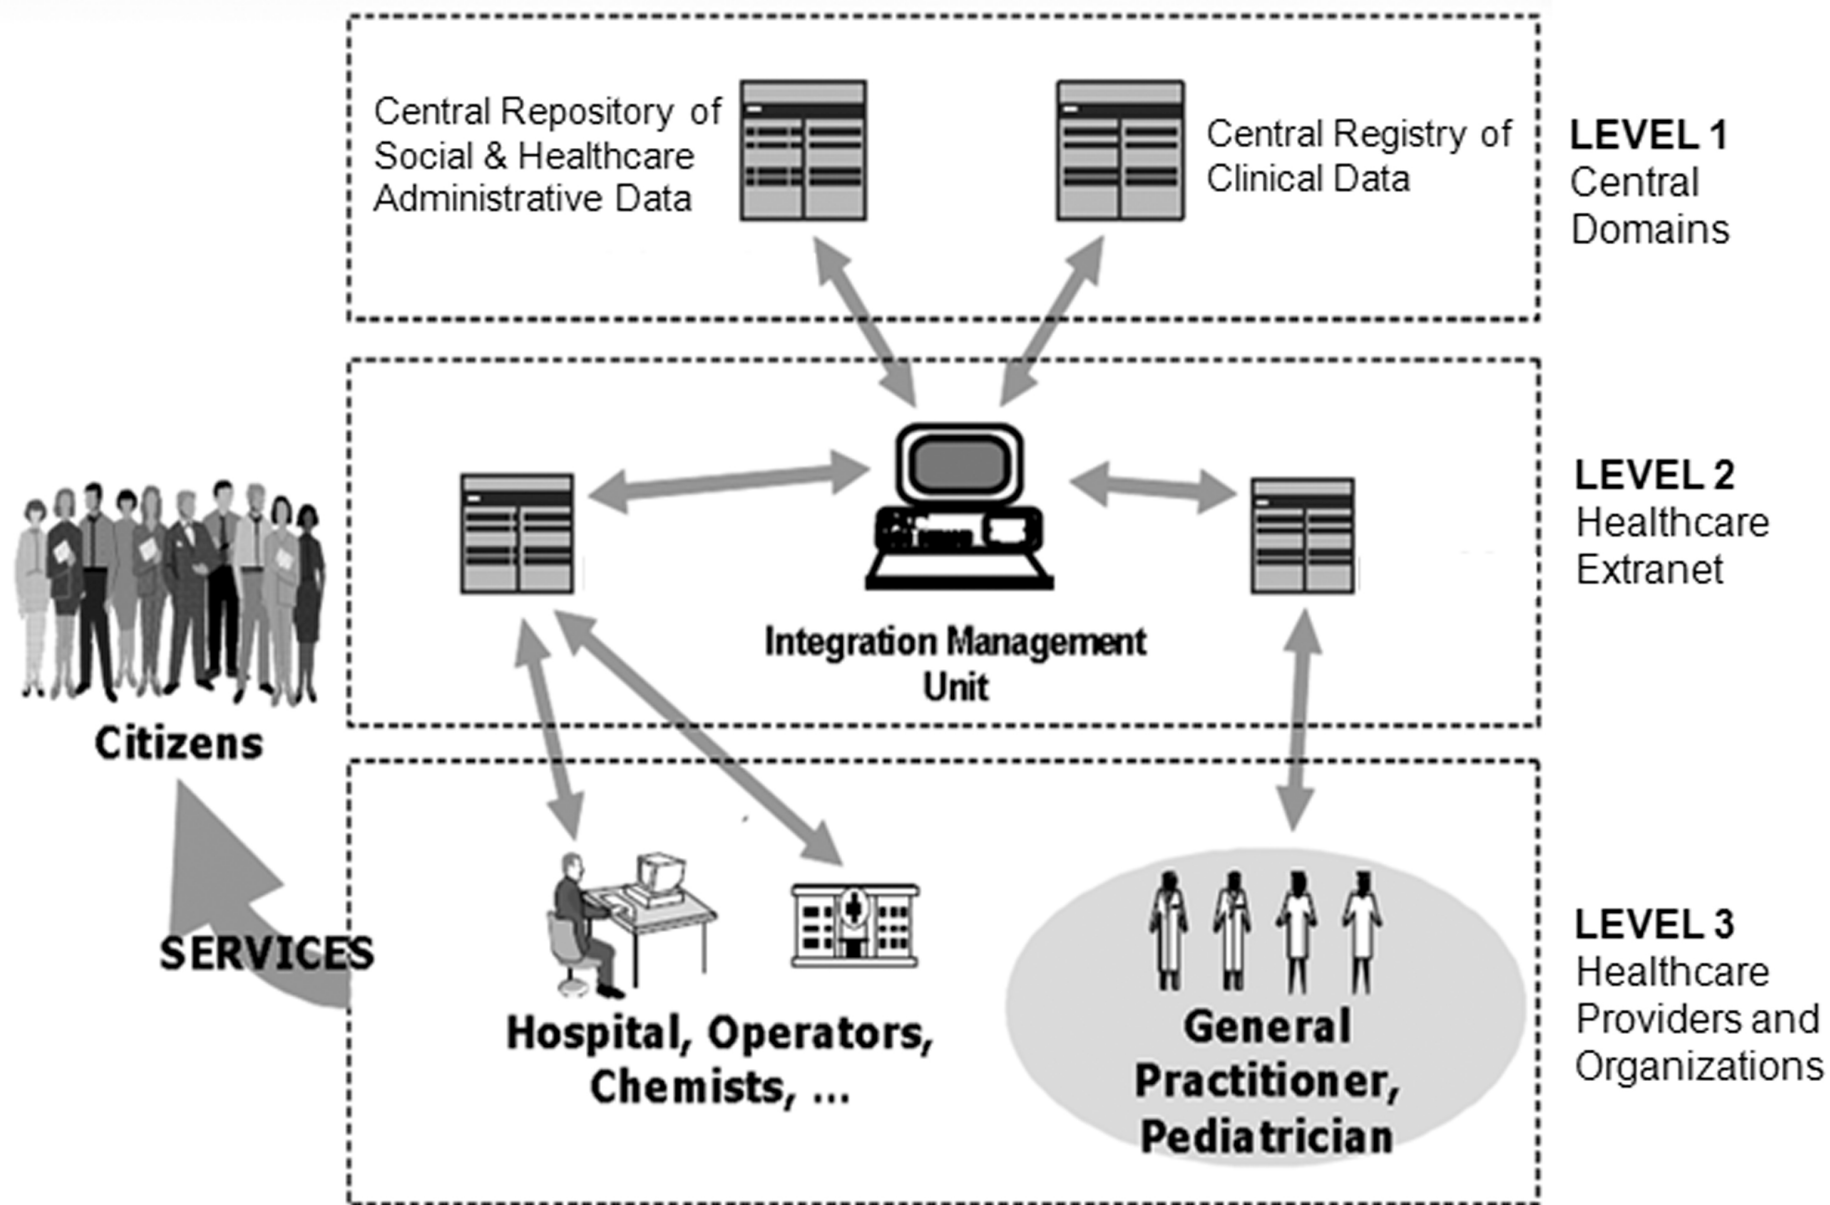 Central Repository of
Social & Healthcare
Administrative Data
Central Registry of
Clinical Data
LEVEL 1
Central
Domains
Integration Management
Unit
LEVEL 2
Healthcare
Extranet
Citizens
SERVICES
Hospital, Operators,
Chemists, ...
General
Practitioner,
Pediatrician
LEVEL 3
Healthcare
Providers and
Organizations